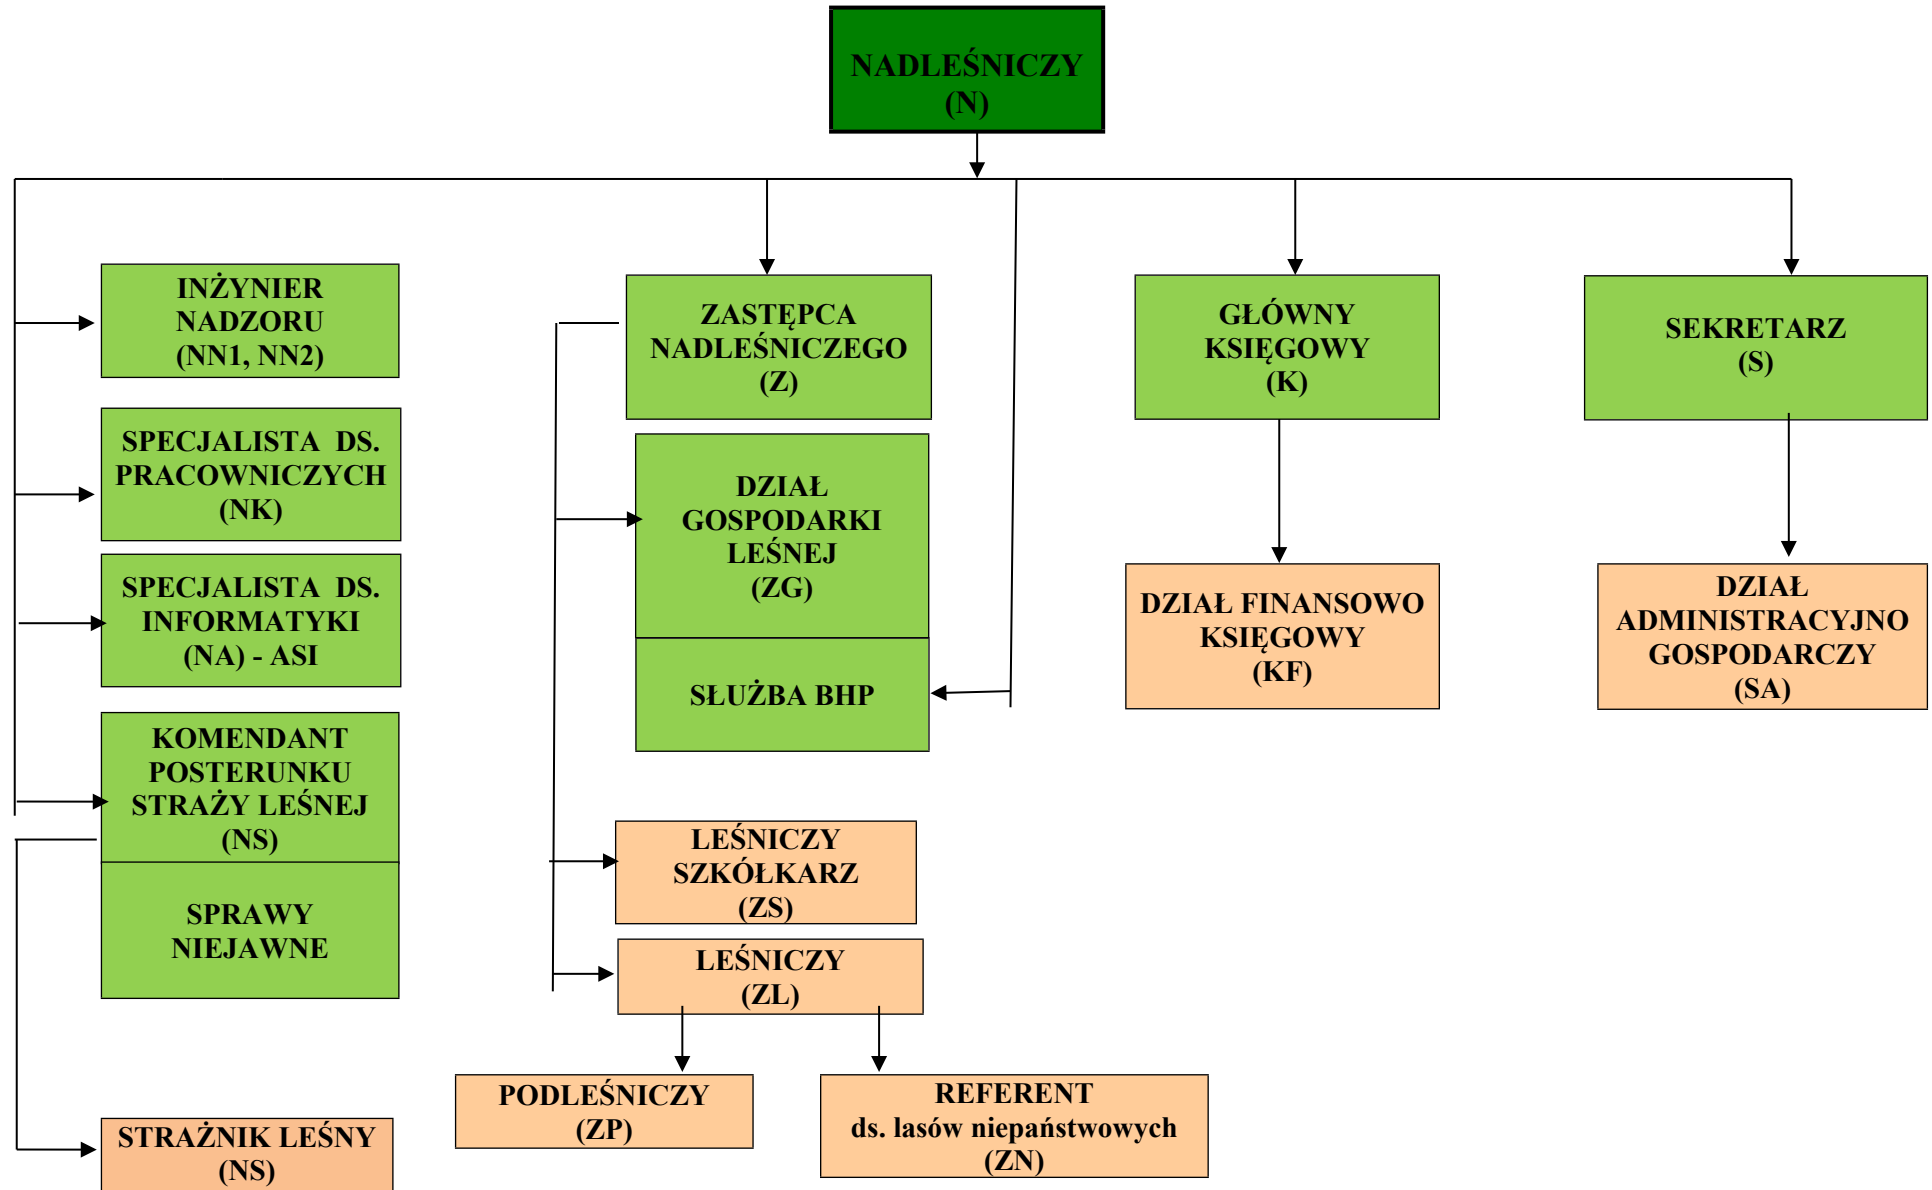 NADLEŚNICZY
(N)
INŻYNIER
NADZORU
(NN1, NN2)
SPECJALISTA  DS.
PRACOWNICZYCH
(NK)
SPECJALISTA  DS.
INFORMATYKI
(NA) - ASI
KOMENDANT
POSTERUNKU
STRAŻY LEŚNEJ
(NS)
SPRAWY
NIEJAWNE
STRAŻNIK LEŚNY
(NS)
ZASTĘPCA
NADLEŚNICZEGO
(Z)
DZIAŁ
GOSPODARKI
LEŚNEJ
(ZG)
SŁUŻBA BHP
LEŚNICZY
SZKÓŁKARZ
(ZS)
LEŚNICZY
(ZL)
PODLEŚNICZY
(ZP)
REFERENT
ds. lasów niepaństwowych
(ZN)
GŁÓWNY
KSIĘGOWY
(K)
DZIAŁ FINANSOWO
KSIĘGOWY
(KF)
SEKRETARZ
(S)
DZIAŁ
ADMINISTRACYJNO
GOSPODARCZY
(SA)